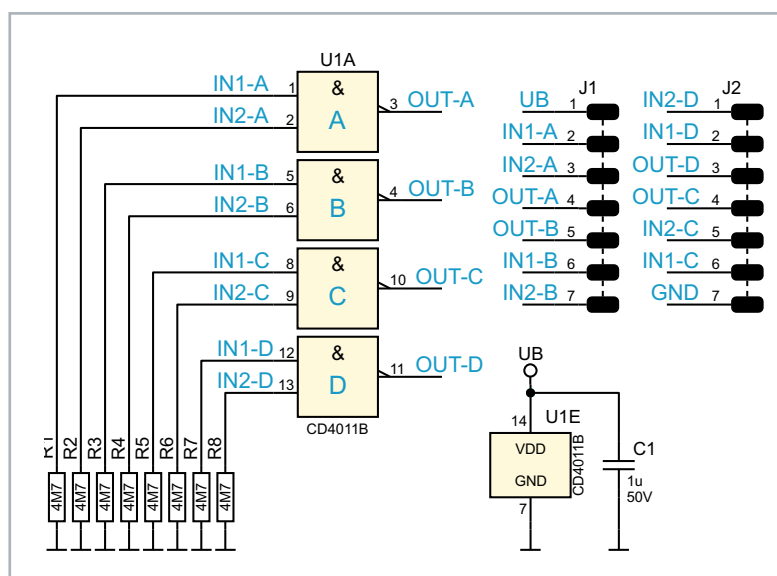 U1A
IN1-A 1 & 3 OUT-A
IN2-A 2 A
IN1-B 5 & 4 OUT-B
IN2-B 6 B
IN1-C 8 & 10 OUT-C
IN2-C 9 C
IN1-D 12 & 11 OUT-D
IN2-D 13 D
CD4011B
R1 R2 R3 R4 R5 R6 R7 R8
4M7 4M7 4M7 4M7 4M7 4M7 4M7 4M7
J1
UB 1
IN1-A 2
IN2-A 3
OUT-A 4
OUT-B 5
IN1-B 6
IN2-B 7
J2
IN2-D 1
IN1-D 2
OUT-D 3
OUT-C 4
IN2-C 5
IN1-C 6
GND 7
UB
14 U1E
VDD
GND
CD4011B
7
C1
1u
50V